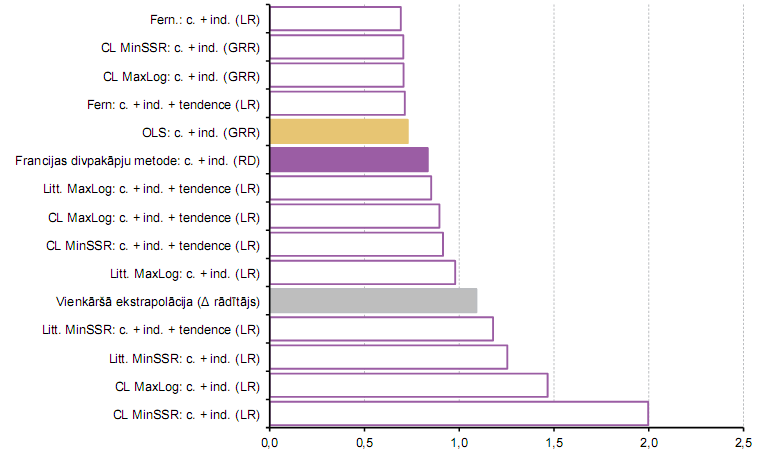 Fern.: c. + ind. (LR)
CL MinSSR: c. + ind. (GRR)
CL MaxLog: c. + ind. (GRR)
Fern: c. + ind. + tendence (LR)
OLS: c. + ind. (GRR)
Francijas divpakāpju metode: c. + ind. (RD)
Litt. MaxLog: c. + ind. + tendence (LR)
CL MaxLog: c. + ind. + tendence (LR)
CL MinSSR: c. + ind. + tendence (LR)
Litt. MaxLog: c. + ind. (LR)
Vienkāršā ekstrapolācija (Δ rādītājs)
Litt. MinSSR: c. + ind. + tendence (LR)
Litt. MinSSR: c. + ind. (LR)
CL MaxLog: c. + ind. (LR)
CL MinSSR: c. + ind. (LR)
0,0 0,5 1,0 1,5 2,0 2,5